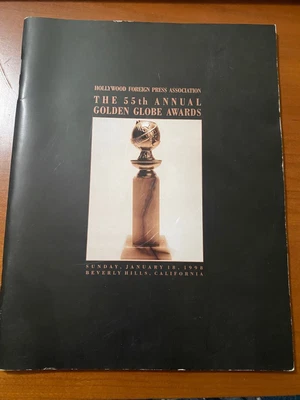 HOLLYWOOD FOREIGN PRESS ASSOCIATION
THE 55th ANNUAL
GOLDEN GLOBE AWARDS
SUNDAY, JANUARY 18, 1998
BEVERLY HILLS, CALIFORNIA